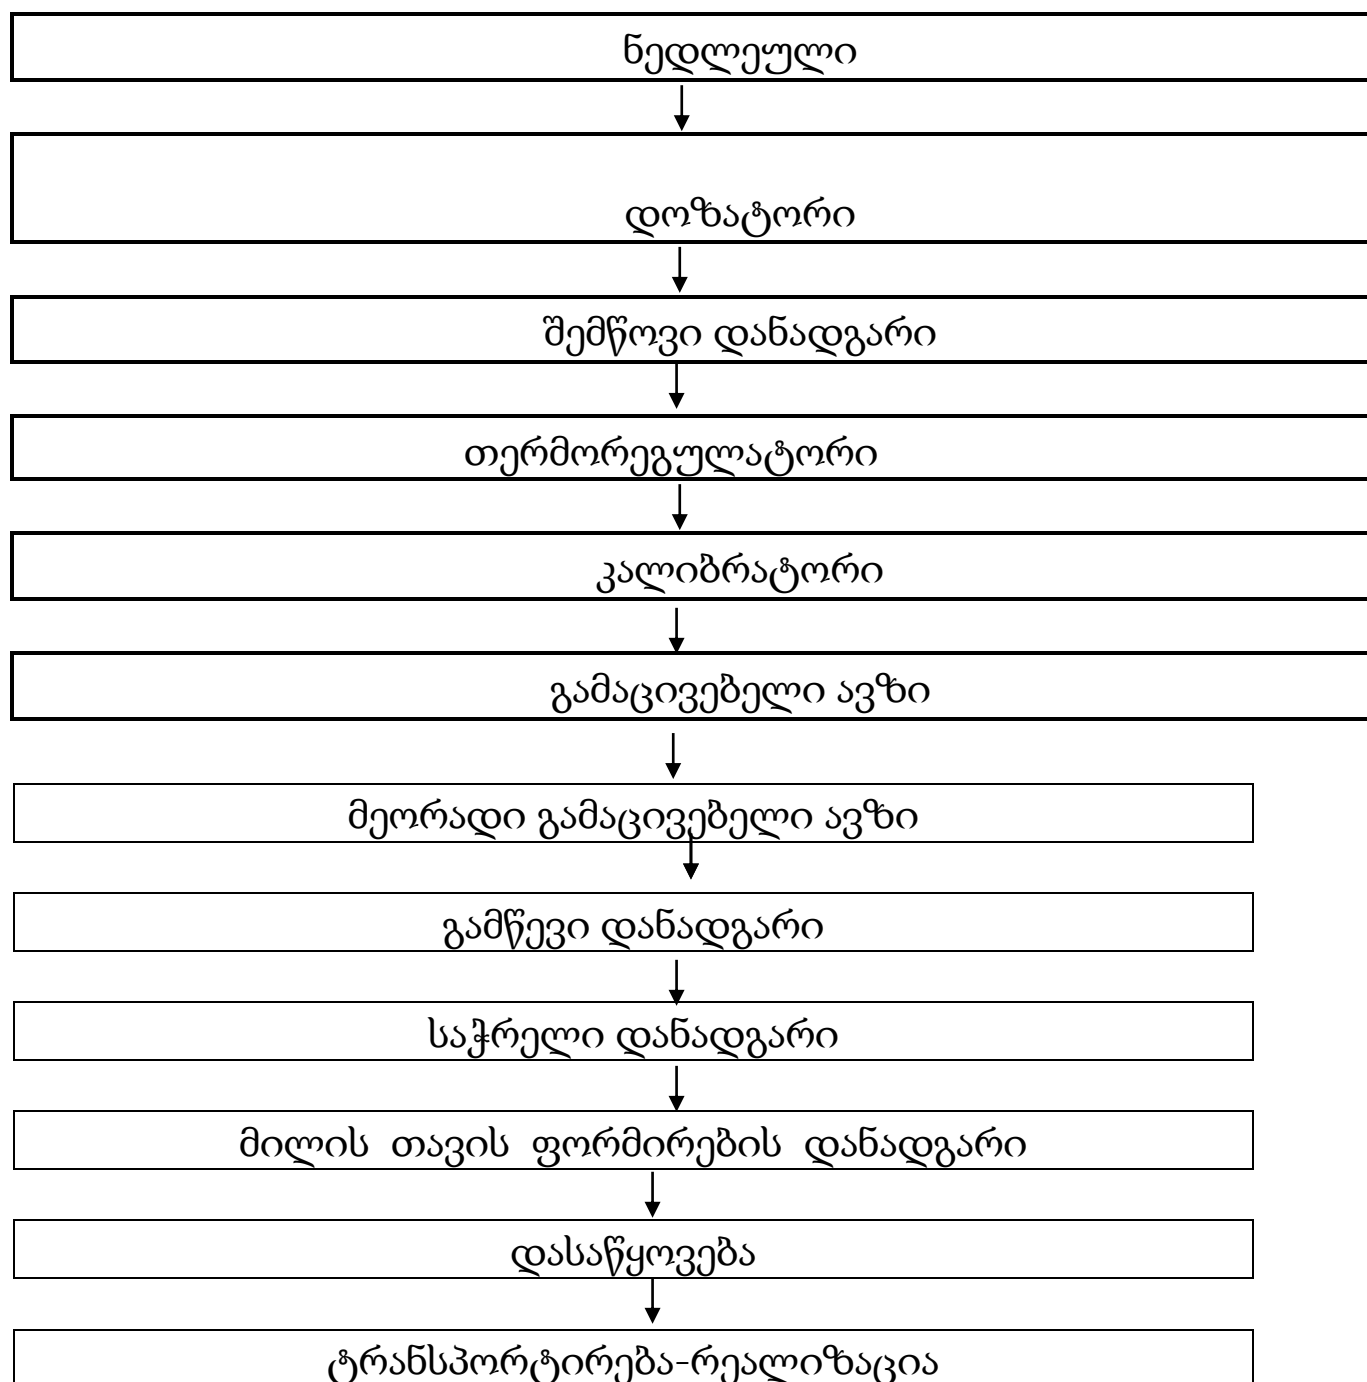 ნედლეული
დოზატორი
შემწოვი დანადგარი
თერმორეგულატორი
კალიბრატორი
გამაცივებელი ავზი
მეორადი გამაცივებელი ავზი
გამწევი დანადგარი
საჭრელი დანადგარი
მილის თავის ფორმირების დანადგარი
დასაწყოვება
ტრანსპორტირება-რეალიზაცია